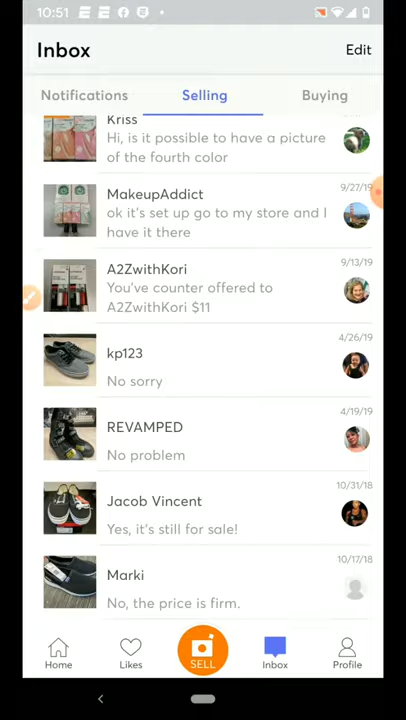 10:51
Inbox
Edit
Notifications
Selling
Buying
Kriss
Hi, is it possible to have a picture
of the fourth color
MakeupAddict
9/27/19
ok it's set up go to my store and I
have it there
A2ZwithKori
9/13/19
You've counter offered to
A2ZwithKori $11
kp123
4/26/19
No sorry
REVAMPED
4/19/19
No problem
Jacob Vincent
10/31/18
Yes, it's still for sale!
Marki
10/17/18
No, the price is firm.
Home
Likes
SELL
Inbox
Profile